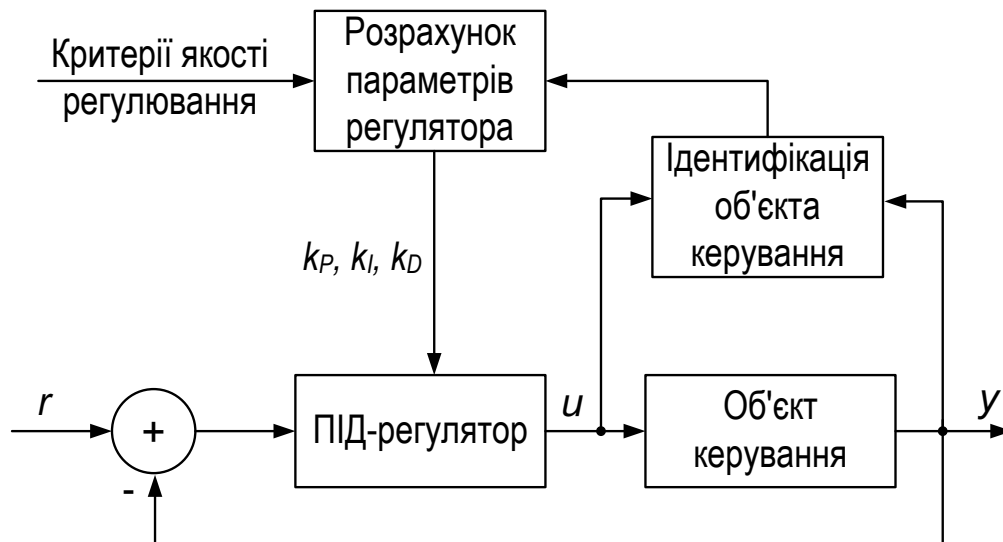 Критерії якості
регулювання
Розрахунок
параметрів
регулятора
Ідентифікація
об'єкта
керування
kP, kI, kD
r
+
-
ПІД-регулятор
u
Об'єкт
керування
y